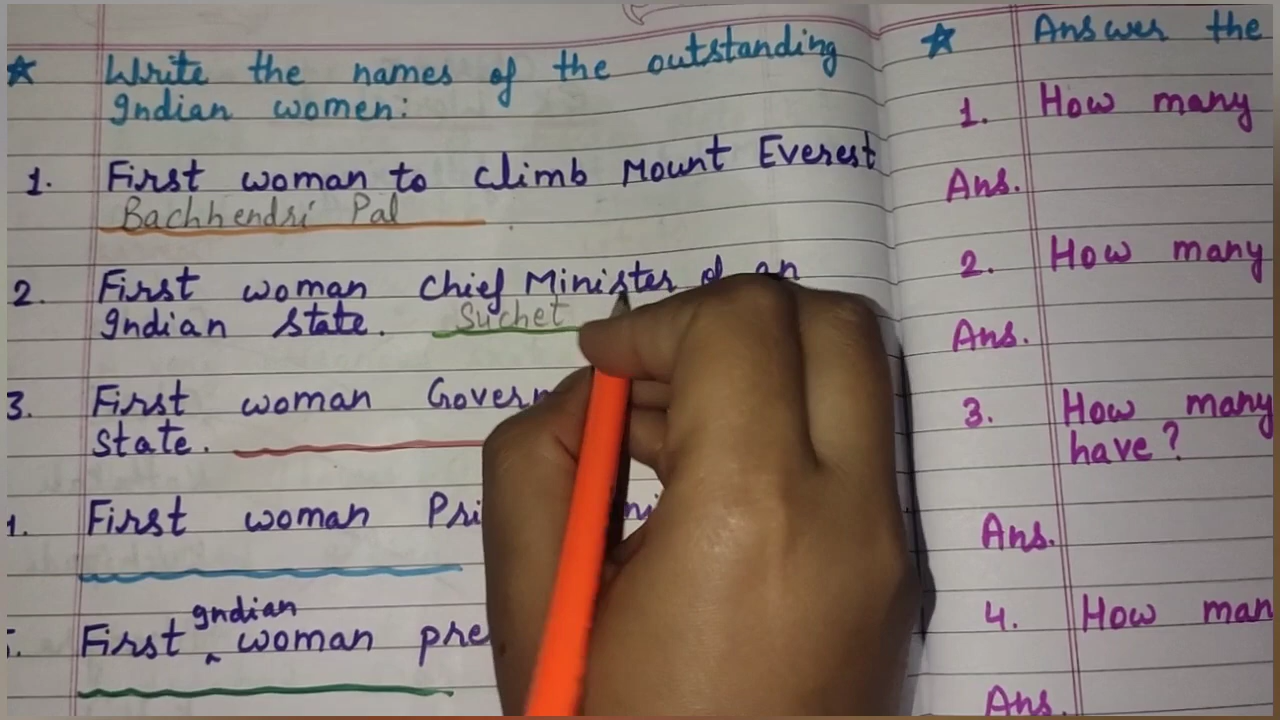 ★ Write the names of the outstanding
Indian women:
1. First woman to climb Mount Everest
Bachhendri Pal
2. First woman Chief Minister of an
Indian state. Suchet
3. First woman Govern
state.
First woman Pri
Indian
First ^ woman pre
★ Answer the
1. How many
Ans.
2. How many
Ans.
3. How many
have?
Ans.
4. How man
Ans.